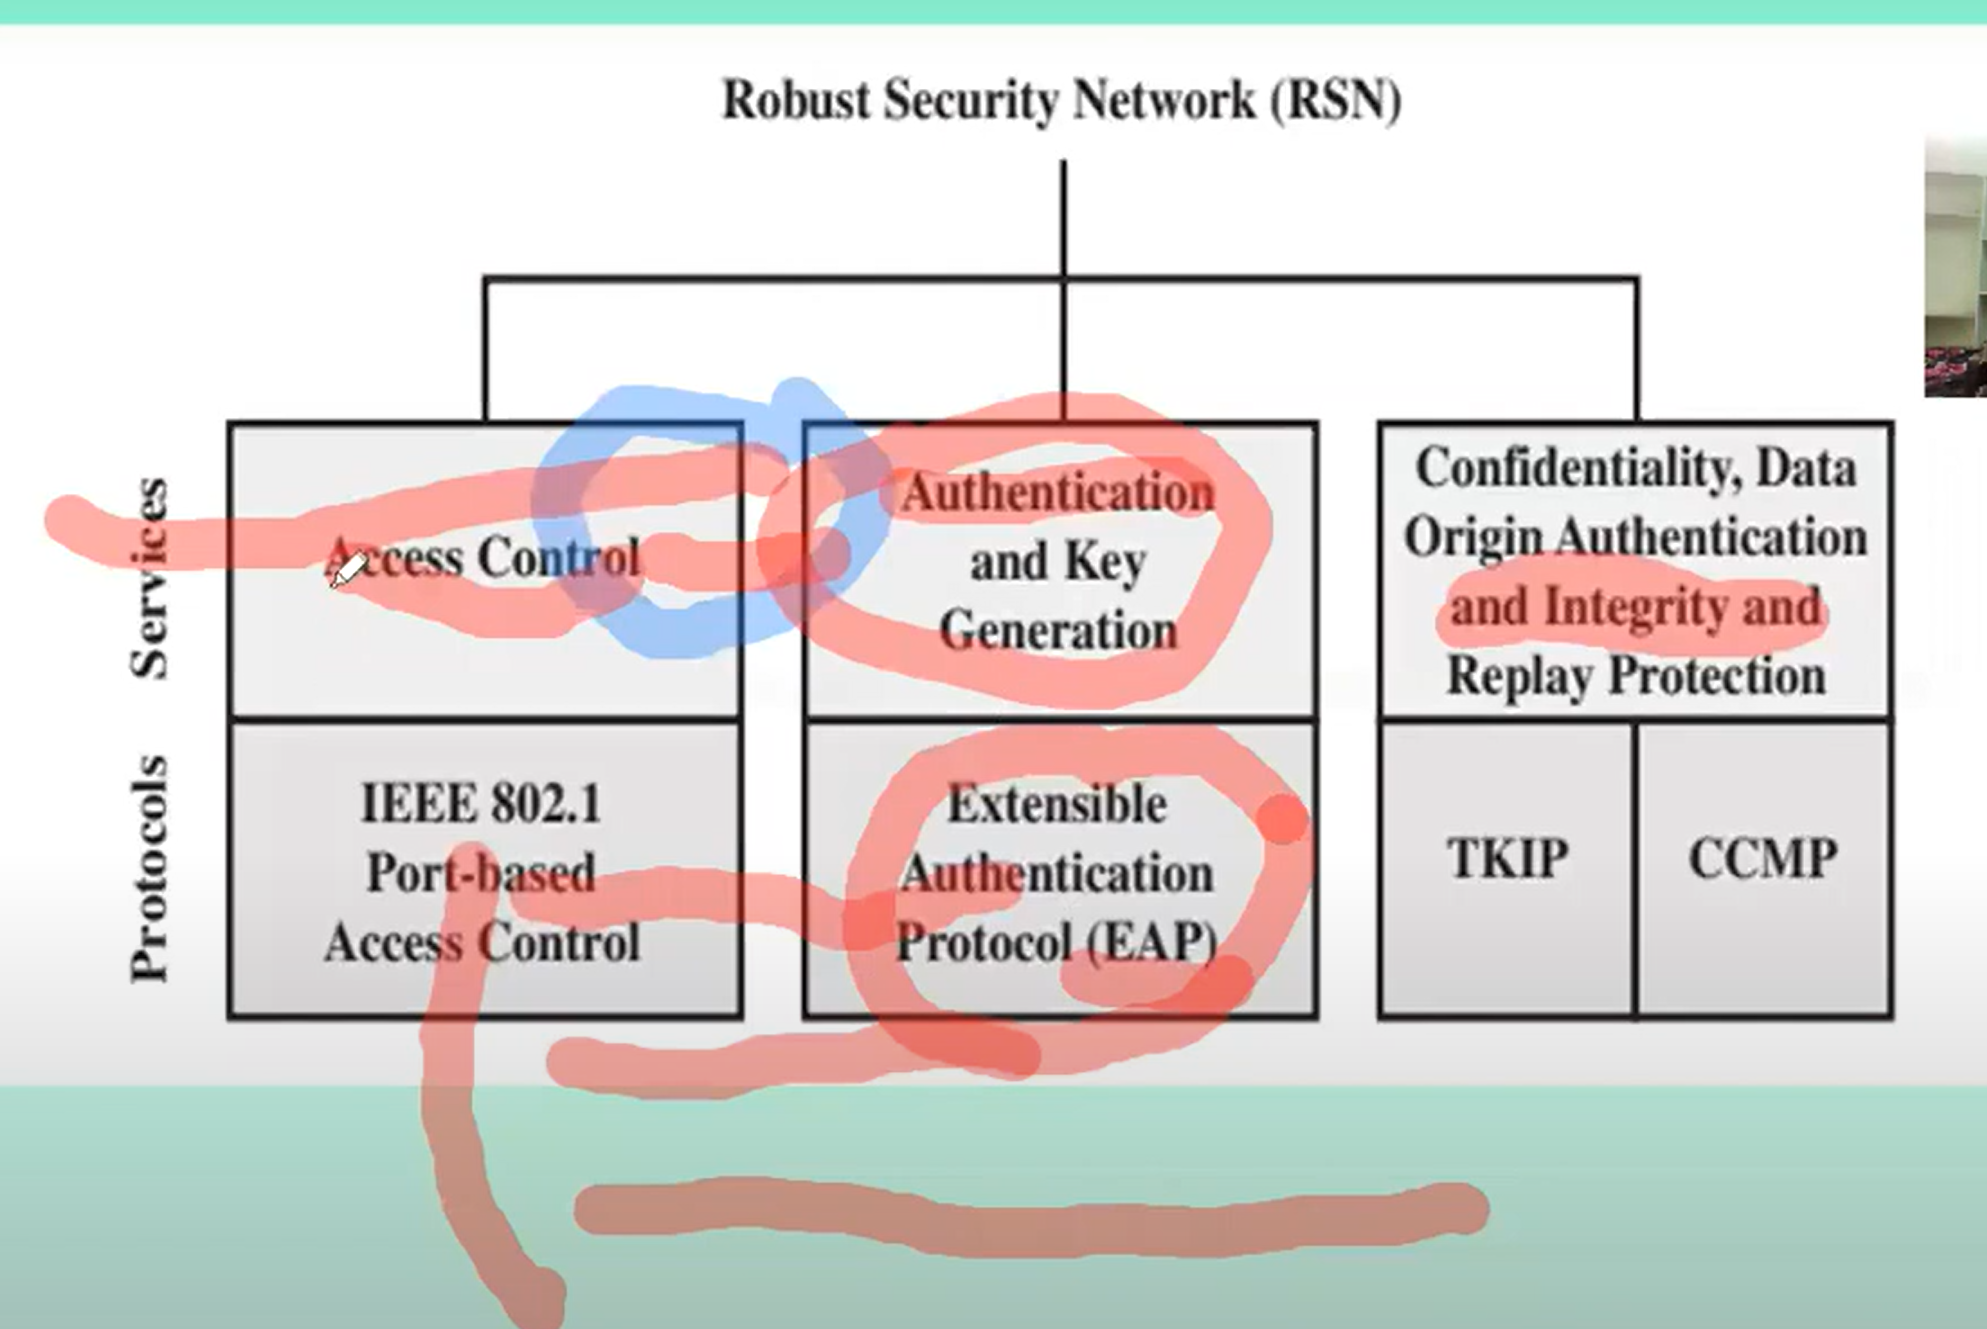 Robust Security Network (RSN)
Services
Access Control
Authentication
and Key
Generation
Confidentiality, Data
Origin Authentication
and Integrity and
Replay Protection
Protocols
IEEE 802.1
Port-based
Access Control
Extensible
Authentication
Protocol (EAP)
TKIP
CCMP